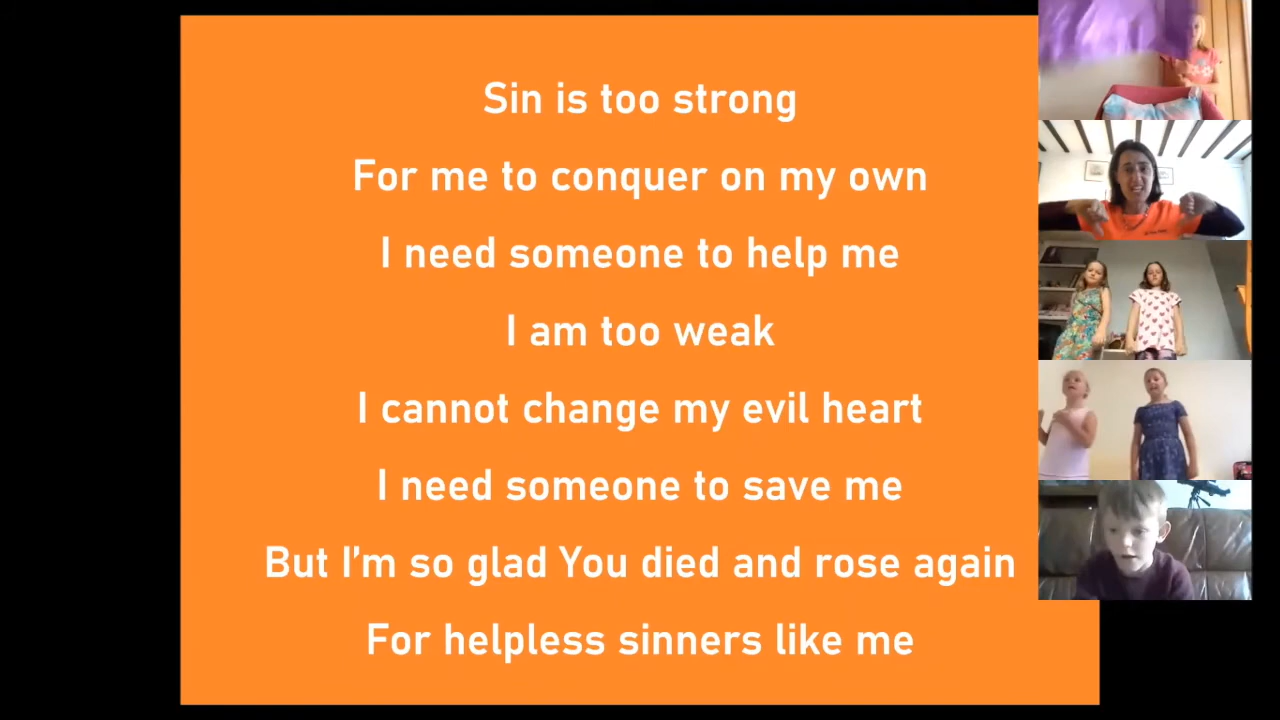 Sin is too strong
For me to conquer on my own
I need someone to help me
I am too weak
I cannot change my evil heart
I need someone to save me
But I’m so glad You died and rose again
For helpless sinners like me